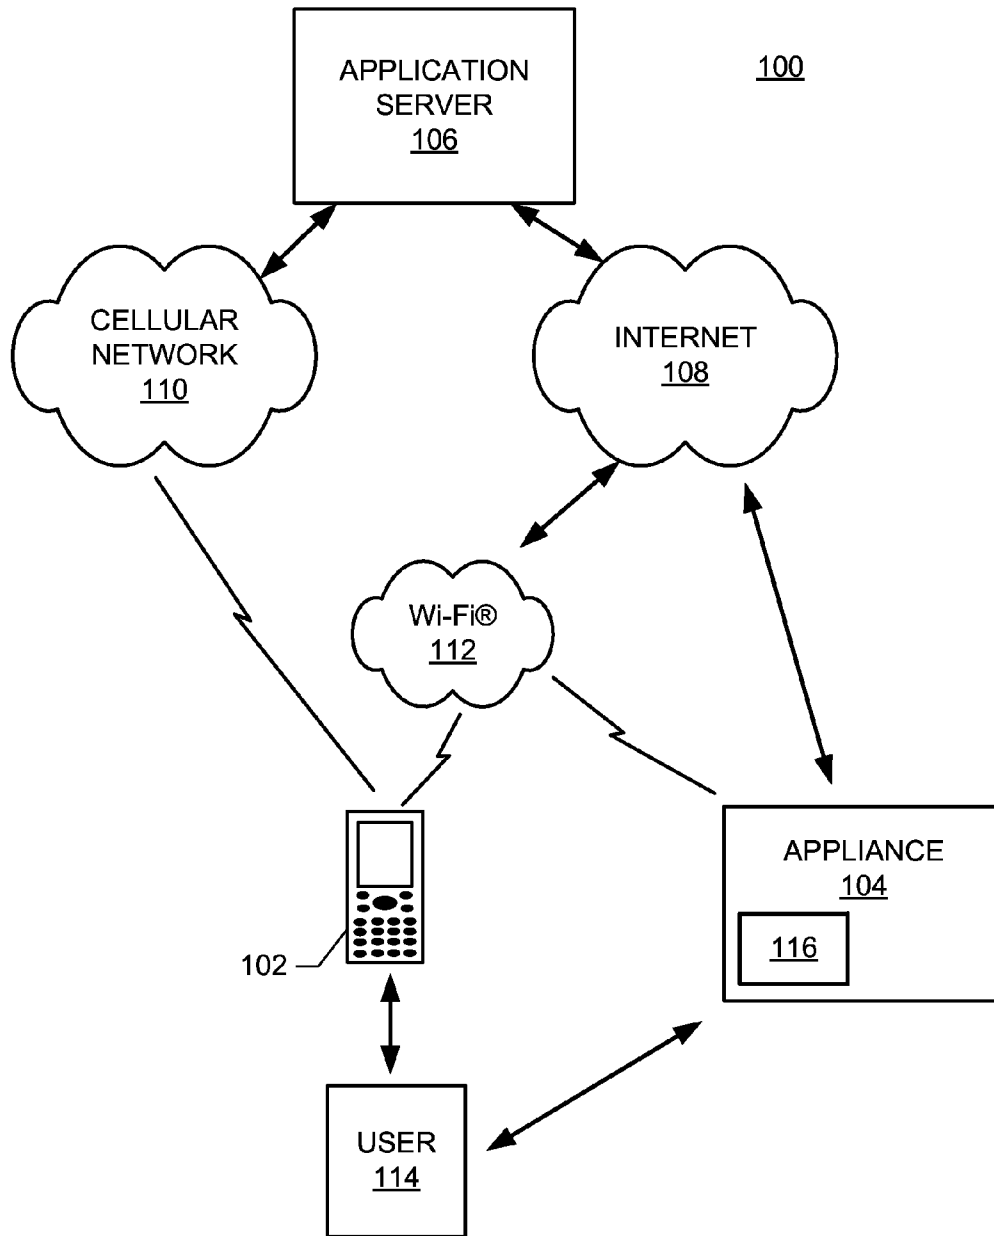 APPLICATION
SERVER
106
100
CELLULAR
NETWORK
110
INTERNET
108
Wi-Fi®
112
APPLIANCE
104
116
102
USER
114